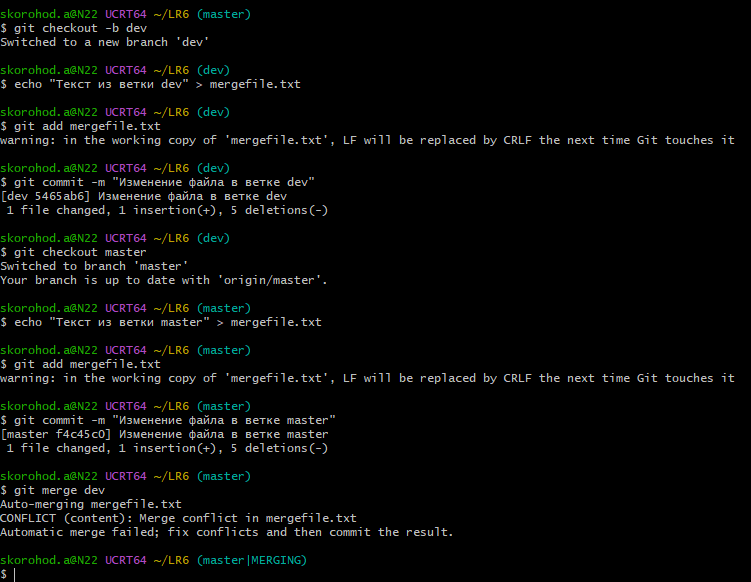 skorohod.a@N22 UCRT64 ~/LR6 (master)
$ git checkout -b dev
Switched to a new branch 'dev'
skorohod.a@N22 UCRT64 ~/LR6 (dev)
$ echo "Текст из ветки dev" > mergefile.txt
skorohod.a@N22 UCRT64 ~/LR6 (dev)
$ git add mergefile.txt
warning: in the working copy of 'mergefile.txt', LF will be replaced by CRLF the next time Git touches it
skorohod.a@N22 UCRT64 ~/LR6 (dev)
$ git commit -m "Изменение файла в ветке dev"
[dev 5465ab6] Изменение файла в ветке dev
 1 file changed, 1 insertion(+), 5 deletions(-)
skorohod.a@N22 UCRT64 ~/LR6 (dev)
$ git checkout master
Switched to branch 'master'
Your branch is up to date with 'origin/master'.
skorohod.a@N22 UCRT64 ~/LR6 (master)
$ echo "Текст из ветки master" > mergefile.txt
skorohod.a@N22 UCRT64 ~/LR6 (master)
$ git add mergefile.txt
warning: in the working copy of 'mergefile.txt', LF will be replaced by CRLF the next time Git touches it
skorohod.a@N22 UCRT64 ~/LR6 (master)
$ git commit -m "Изменение файла в ветке master"
[master f4c45c0] Изменение файла в ветке master
 1 file changed, 1 insertion(+), 5 deletions(-)
skorohod.a@N22 UCRT64 ~/LR6 (master)
$ git merge dev
Auto-merging mergefile.txt
CONFLICT (content): Merge conflict in mergefile.txt
Automatic merge failed; fix conflicts and then commit the result.
skorohod.a@N22 UCRT64 ~/LR6 (master|MERGING)
$